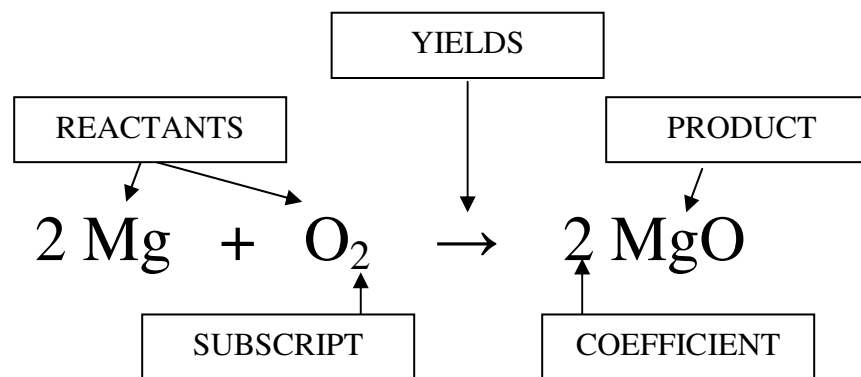 YIELDS
REACTANTS
PRODUCT
2 Mg + O₂ → 2 MgO
SUBSCRIPT
COEFFICIENT